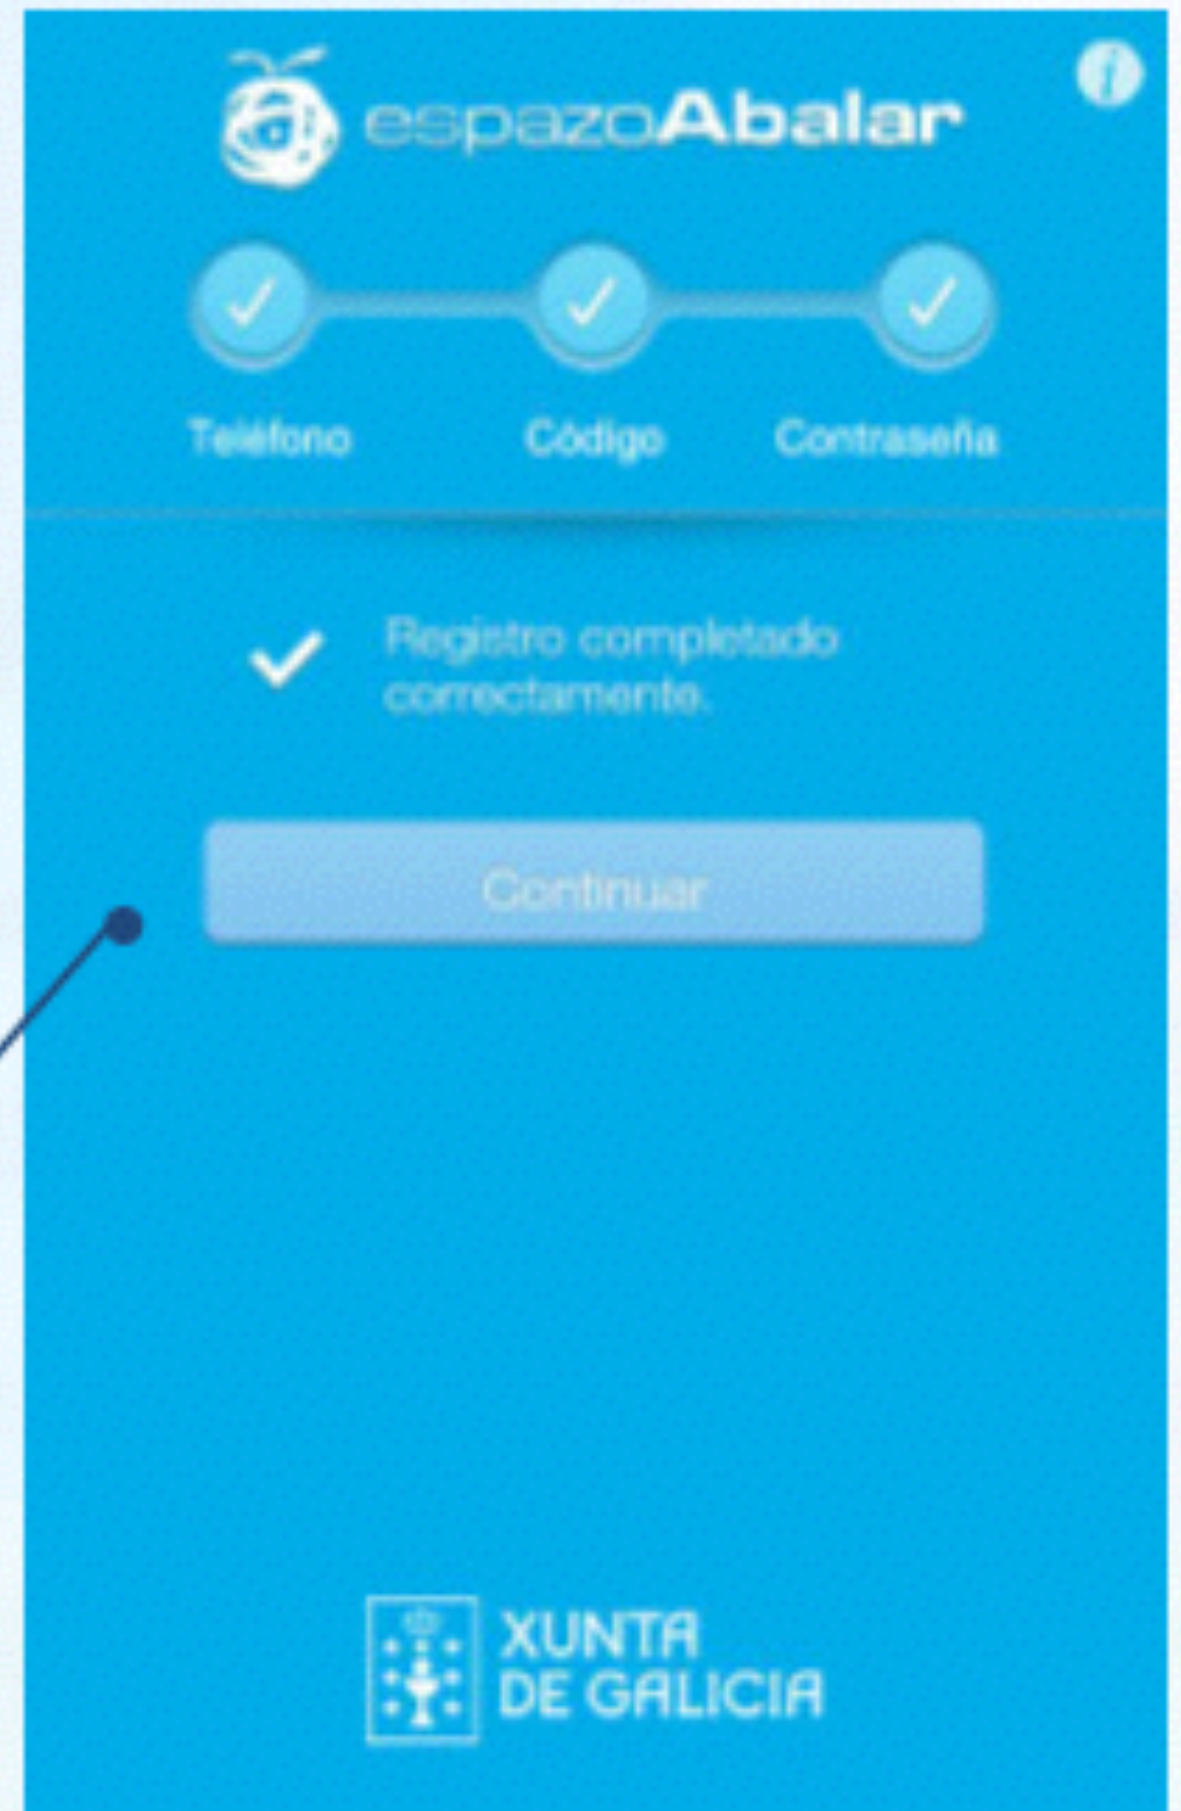 espazoAbalar
i
Teléfono Código Contraseña
Registro completado
correctamente.
Continuar
XUNTA
DE GALICIA